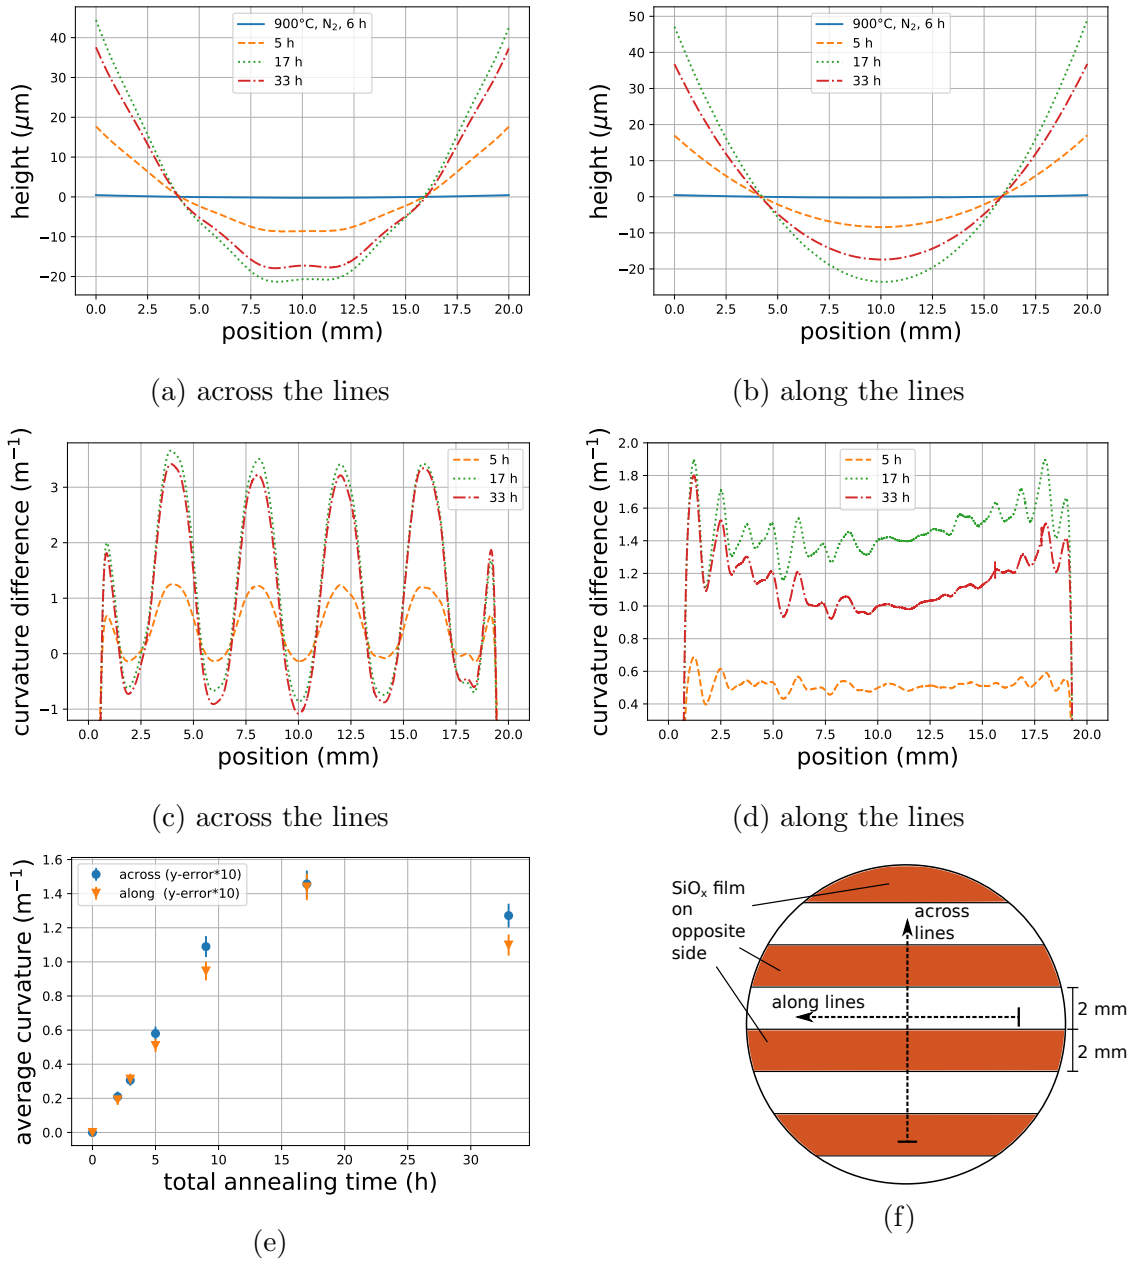 900°C, N₂, 6 h
5 h
17 h
33 h
height (μm)
40
30
20
10
0
−10
−20
0.0 2.5 5.0 7.5 10.0 12.5 15.0 17.5 20.0
position (mm)
(a) across the lines
900°C, N₂, 6 h
5 h
17 h
33 h
height (μm)
50
40
30
20
10
0
−10
−20
0.0 2.5 5.0 7.5 10.0 12.5 15.0 17.5 20.0
position (mm)
(b) along the lines
5 h
17 h
33 h
curvature difference (m⁻¹)
3
2
1
0
−1
0.0 2.5 5.0 7.5 10.0 12.5 15.0 17.5 20.0
position (mm)
(c) across the lines
5 h
17 h
33 h
curvature difference (m⁻¹)
2.0
1.8
1.6
1.4
1.2
1.0
0.8
0.6
0.4
0.0 2.5 5.0 7.5 10.0 12.5 15.0 17.5 20.0
position (mm)
(d) along the lines
across (y-error*10)
along (y-error*10)
average curvature (m⁻¹)
1.6
1.4
1.2
1.0
0.8
0.6
0.4
0.2
0.0
0 5 10 15 20 25 30
total annealing time (h)
(e)
SiOₓ film
on
opposite
side
across
lines
along lines
2 mm
2 mm
(f)